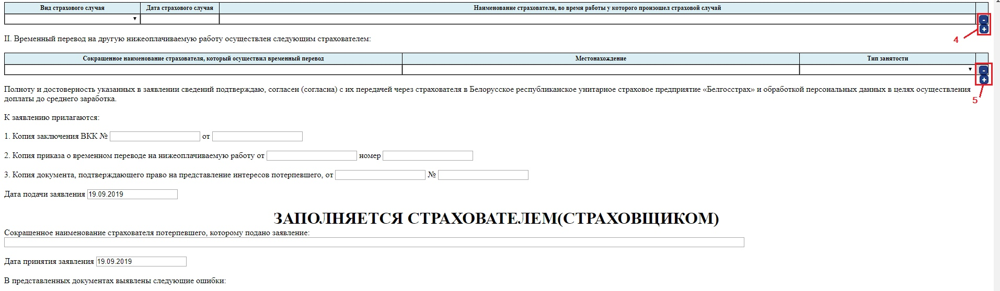 Вид страхового случая Дата страхового случая Наименование страхователя, во время работы у которого произошел страховой случай
-
+
4
II. Временный перевод на другую нижеоплачиваемую работу осуществлен следующим страхователем:
Сокращенное наименование страхователя, который осуществил временный перевод Местонахождение Тип занятости
-
+
5
Полноту и достоверность указанных в заявлении сведений подтверждаю, согласен (согласна) с их передачей через страхователя в Белорусское республиканское унитарное страховое предприятие «Белгосстрах» и обработкой персональных данных в целях осуществления
доплаты до среднего заработка.
К заявлению прилагаются:
1. Копия заключения ВКК № от
2. Копия приказа о временном переводе на нижеоплачиваемую работу от номер
3. Копия документа, подтверждающего право на представление интересов потерпевшего, от №
Дата подачи заявления 19.09.2019
ЗАПОЛНЯЕТСЯ СТРАХОВАТЕЛЕМ(СТРАХОВЩИКОМ)
Сокращенное наименование страхователя потерпевшего, которому подано заявление:
Дата принятия заявления 19.09.2019
В представленных документах выявлены следующие ошибки: